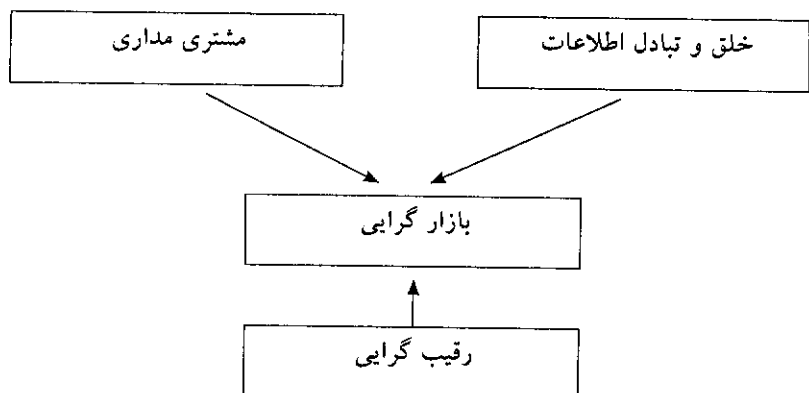 خلق و تبادل اطلاعات
مشتری مداری
بازار گرایی
رقیب گرایی